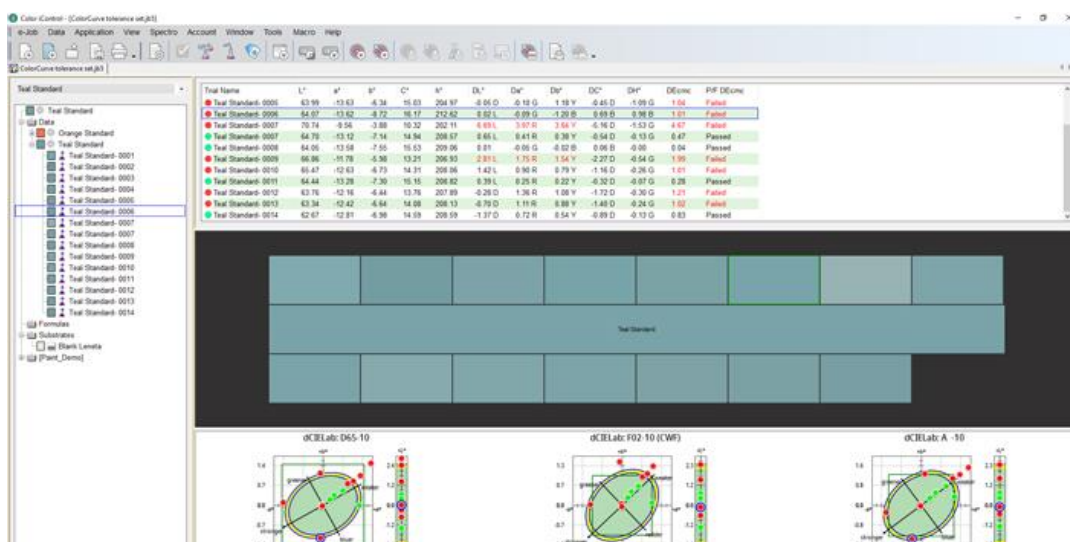 Color iControl - [ColorCurve tolerance set.jb5]
e-Job Data Application View Spectro Account Window Tools Macro Help
ColorCurve tolerance set.jb5
Teal Standard
Teal Standard
Data
Orange Standard
Teal Standard
Teal Standard- 0001
Teal Standard- 0002
Teal Standard- 0003
Teal Standard- 0004
Teal Standard- 0005
Teal Standard- 0006
Teal Standard- 0007
Teal Standard- 0007
Teal Standard- 0008
Teal Standard- 0009
Teal Standard- 0010
Teal Standard- 0011
Teal Standard- 0012
Teal Standard- 0013
Teal Standard- 0014
Formulas
Substrates
Blank Leneta
[Paint_Demo]
Trial Name L* a* b* C* h° DL* Da* Db* DC* DH* DEcmc P/F DEcmc
Teal Standard- 0005 63.99 -13.63 -6.34 15.03 204.97 -0.05 D -0.10 G 1.18 Y -0.45 D -1.09 G 1.04 Failed
Teal Standard- 0006 64.07 -13.62 -8.72 16.17 212.62 0.02 L -0.09 G -1.20 B 0.69 B 0.98 B 1.01 Failed
Teal Standard- 0007 70.74 -9.56 -3.88 10.32 202.11 6.69 L 3.97 R 3.64 Y -5.16 D -1.53 G 4.67 Failed
Teal Standard- 0007 64.70 -13.12 -7.14 14.94 208.57 0.65 L 0.41 R 0.38 Y -0.54 D -0.13 G 0.47 Passed
Teal Standard- 0008 64.05 -13.58 -7.55 15.53 209.06 0.01 -0.05 G -0.02 B 0.06 B -0.00 0.04 Passed
Teal Standard- 0009 66.86 -11.78 -5.98 13.21 206.93 2.81 L 1.75 R 1.54 Y -2.27 D -0.54 G 1.99 Failed
Teal Standard- 0010 65.47 -12.63 -6.73 14.31 208.06 1.42 L 0.90 R 0.79 Y -1.16 D -0.26 G 1.01 Failed
Teal Standard- 0011 64.44 -13.28 -7.30 15.15 208.82 0.39 L 0.25 R 0.22 Y -0.32 D -0.07 G 0.28 Passed
Teal Standard- 0012 63.76 -12.16 -6.44 13.76 207.89 -0.28 D 1.36 R 1.08 Y -1.72 D -0.30 G 1.21 Failed
Teal Standard- 0013 63.34 -12.42 -6.64 14.08 208.13 -0.70 D 1.11 R 0.88 Y -1.40 D -0.24 G 1.02 Failed
Teal Standard- 0014 62.67 -12.81 -6.98 14.59 208.59 -1.37 D 0.72 R 0.54 Y -0.89 D -0.13 G 0.83 Passed
Teal Standard
dCIELab: D65-10 dCIELab: F02-10 (CWF) dCIELab: A -10